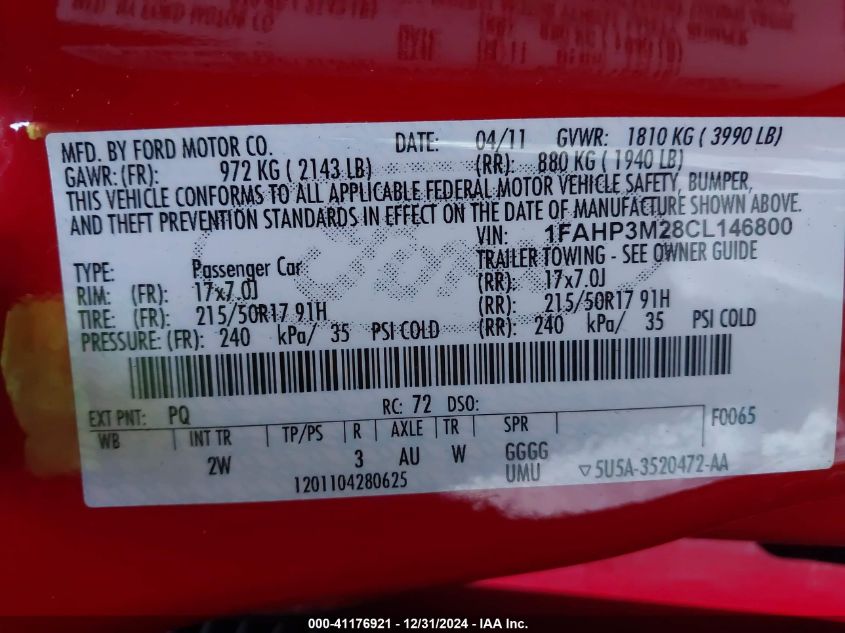 MFD. BY FORD MOTOR CO. DATE: 04/11 GVWR: 1810 KG ( 3990 LB)
GAWR: (FR): 972 KG ( 2143 LB) (RR): 880 KG ( 1940 LB)
THIS VEHICLE CONFORMS TO ALL APPLICABLE FEDERAL MOTOR VEHICLE SAFETY, BUMPER,
AND THEFT PREVENTION STANDARDS IN EFFECT ON THE DATE OF MANUFACTURE SHOWN ABOVE.
VIN: 1FAHP3M28CL146800
TYPE: Passenger Car TRAILER TOWING - SEE OWNER GUIDE
RIM: (FR): 17x7.0J (RR): 17x7.0J
TIRE: (FR): 215/50R17 91H (RR): 215/50R17 91H
PRESSURE: (FR): 240 kPa/ 35 PSI COLD (RR): 240 kPa/ 35 PSI COLD
EXT PNT: PQ RC: 72 DSO: F0065
WB INT TR TP/PS R AXLE TR SPR
2W 3 AU W GGGG
1201104280625 UMU ▽5U5A-3520472-AA
000-41176921 - 12/31/2024 - IAA Inc.